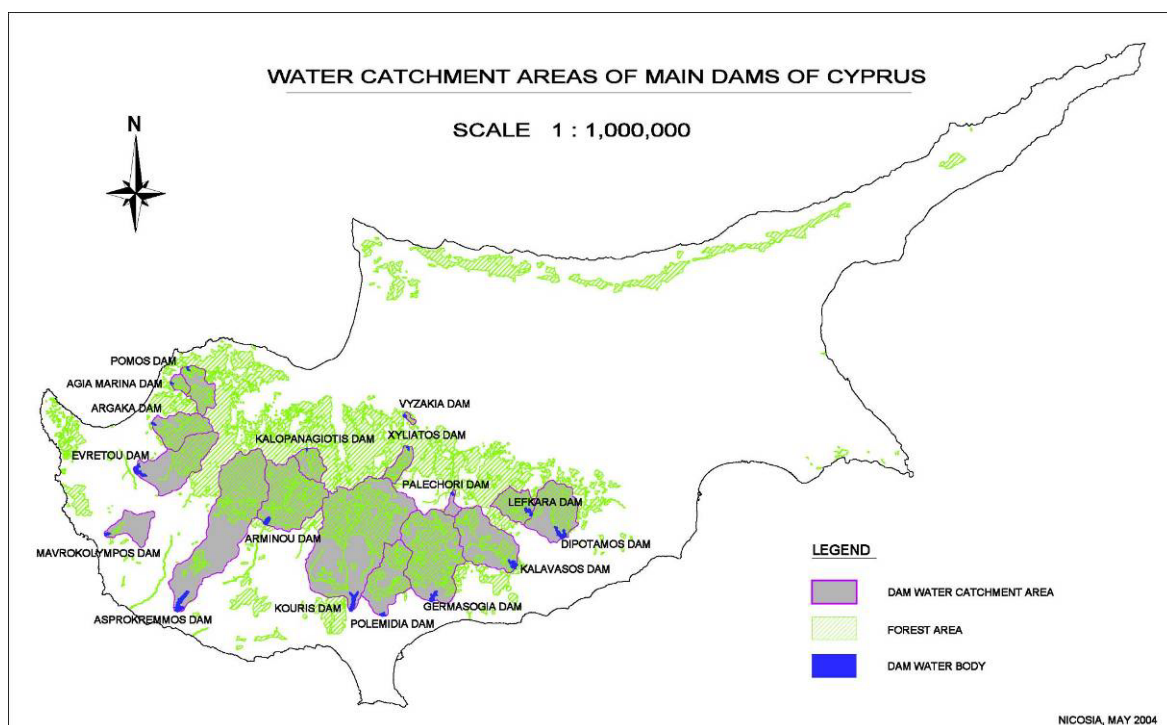 WATER CATCHMENT AREAS OF MAIN DAMS OF CYPRUS
SCALE 1 : 1,000,000
N
POMOS DAM
AGIA MARINA DAM
ARGAKA DAM
VYZAKIA DAM
KALOPANAGIOTIS DAM
XYLIATOS DAM
EVRETOU DAM
PALECHORI DAM
LEFKARA DAM
ARMINOU DAM
DIPOTAMOS DAM
MAVROKOLYMPOS DAM
KALAVASOS DAM
KOURIS DAM
GERMASOGIA DAM
ASPROKREMMOS DAM
POLEMIDIA DAM
LEGEND
DAM WATER CATCHMENT AREA
FOREST AREA
DAM WATER BODY
NICOSIA, MAY 2004